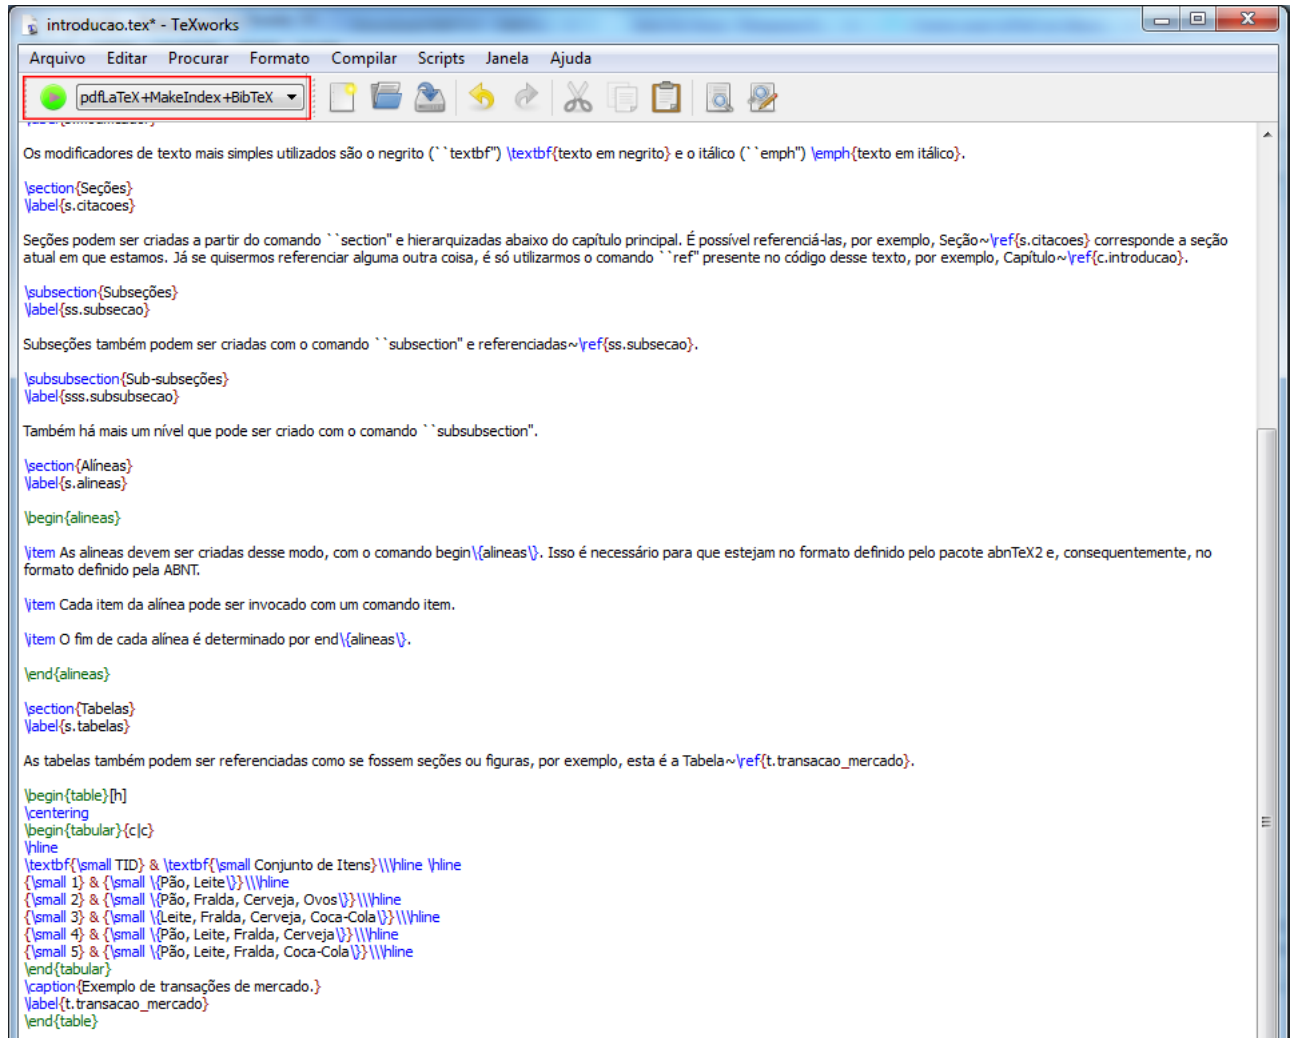 introducao.tex* - TeXworks
Arquivo Editar Procurar Formato Compilar Scripts Janela Ajuda
pdfLaTeX+MakeIndex+BibTeX
Os modificadores de texto mais simples utilizados são o negrito (``textbf") \textbf{texto em negrito} e o itálico (``emph") \emph{texto em itálico}.
\section{Seções}
\label{s.citacoes}
Seções podem ser criadas a partir do comando ``section" e hierarquizadas abaixo do capítulo principal. É possível referenciá-las, por exemplo, Seção~\ref{s.citacoes} corresponde a seção
atual em que estamos. Já se quisermos referenciar alguma outra coisa, é só utilizarmos o comando ``ref" presente no código desse texto, por exemplo, Capítulo~\ref{c.introducao}.
\subsection{Subseções}
\label{ss.subsecao}
Subseções também podem ser criadas com o comando ``subsection" e referenciadas~\ref{ss.subsecao}.
\subsubsection{Sub-subseções}
\label{sss.subsubsecao}
Também há mais um nível que pode ser criado com o comando ``subsubsection".
\section{Alíneas}
\label{s.alineas}
\begin{alineas}
\item As alineas devem ser criadas desse modo, com o comando begin\{alineas\}. Isso é necessário para que estejam no formato definido pelo pacote abnTeX2 e, consequentemente, no
formato definido pela ABNT.
\item Cada item da alínea pode ser invocado com um comando item.
\item O fim de cada alínea é determinado por end\{alineas\}.
\end{alineas}
\section{Tabelas}
\label{s.tabelas}
As tabelas também podem ser referenciadas como se fossem seções ou figuras, por exemplo, esta é a Tabela~\ref{t.transacao_mercado}.
\begin{table}[h]
\centering
\begin{tabular}{c|c}
\hline
\textbf{\small TID} & \textbf{\small Conjunto de Itens}\\\hline \hline
{\small 1} & {\small \{Pão, Leite\}}\\\hline
{\small 2} & {\small \{Pão, Fralda, Cerveja, Ovos\}}\\\hline
{\small 3} & {\small \{Leite, Fralda, Cerveja, Coca-Cola\}}\\\hline
{\small 4} & {\small \{Pão, Leite, Fralda, Cerveja\}}\\\hline
{\small 5} & {\small \{Pão, Leite, Fralda, Coca-Cola\}}\\\hline
\end{tabular}
\caption{Exemplo de transações de mercado.}
\label{t.transacao_mercado}
\end{table}